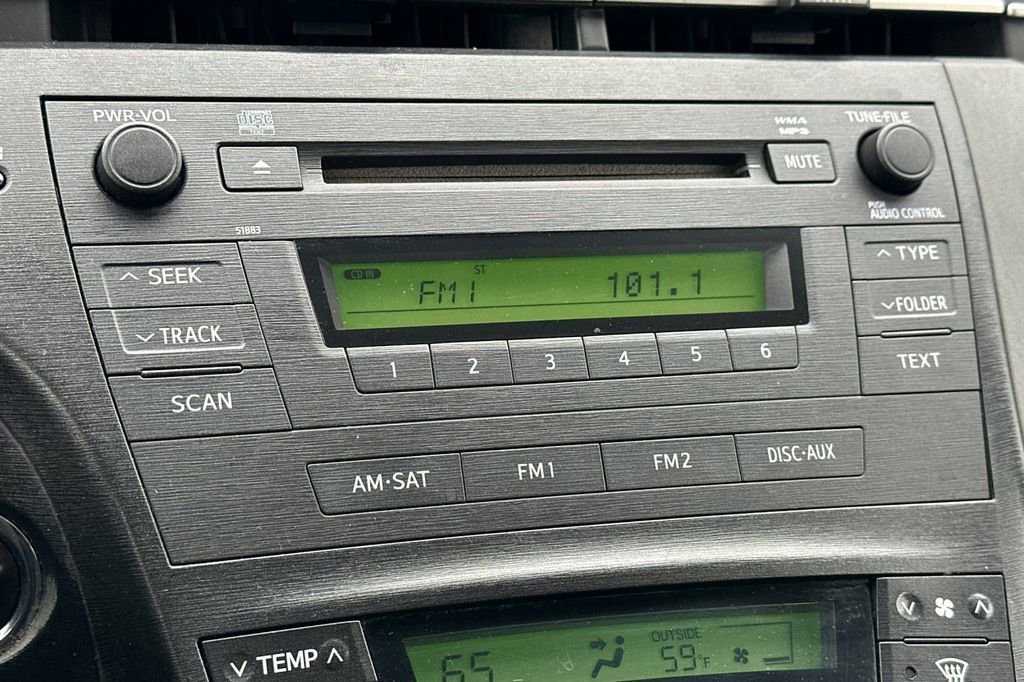 PWR·VOL
disc
TEXT
WMA
MP3
TUNE·FILE
MUTE
PUSH
AUDIO CONTROL
51883
SEEK
TRACK
SCAN
CD IN
ST
FM1
101.1
1 2 3 4 5 6
TYPE
FOLDER
TEXT
AM·SAT
FM1
FM2
DISC·AUX
TEMP
65
OUTSIDE
59°F